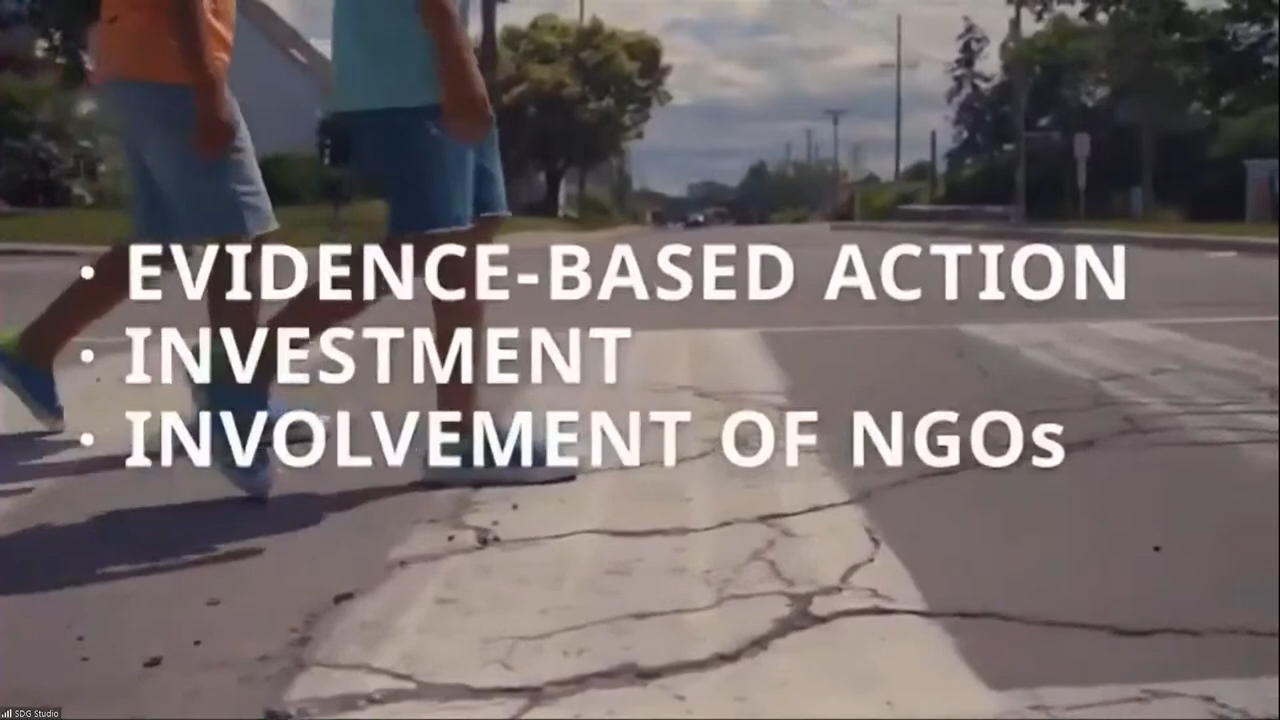 • EVIDENCE-BASED ACTION
• INVESTMENT
• INVOLVEMENT OF NGOs
SDG Studio